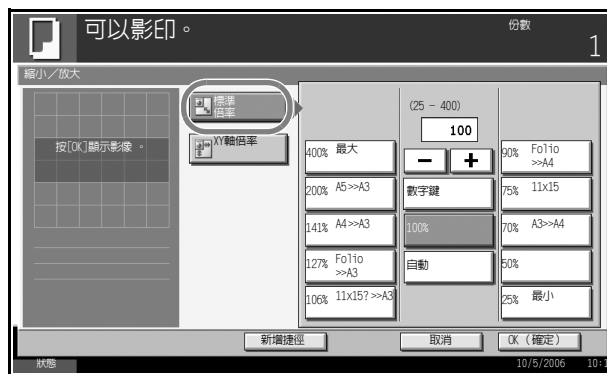 可以影印。
份數
1
縮小／放大
按[OK]顯示影像 。
標準
倍率
XY軸倍率
(25 - 400)
100
400% 最大
200% A5>>A3
141% A4>>A3
127% Folio
>>A3
106% 11x15?>>A3
− +
數字鍵
100%
自動
90% Folio
>>A4
75% 11x15
70% A3>>A4
50%
25% 最小
新增捷徑
取消
OK (確定)
狀態
10/5/2006 10:1